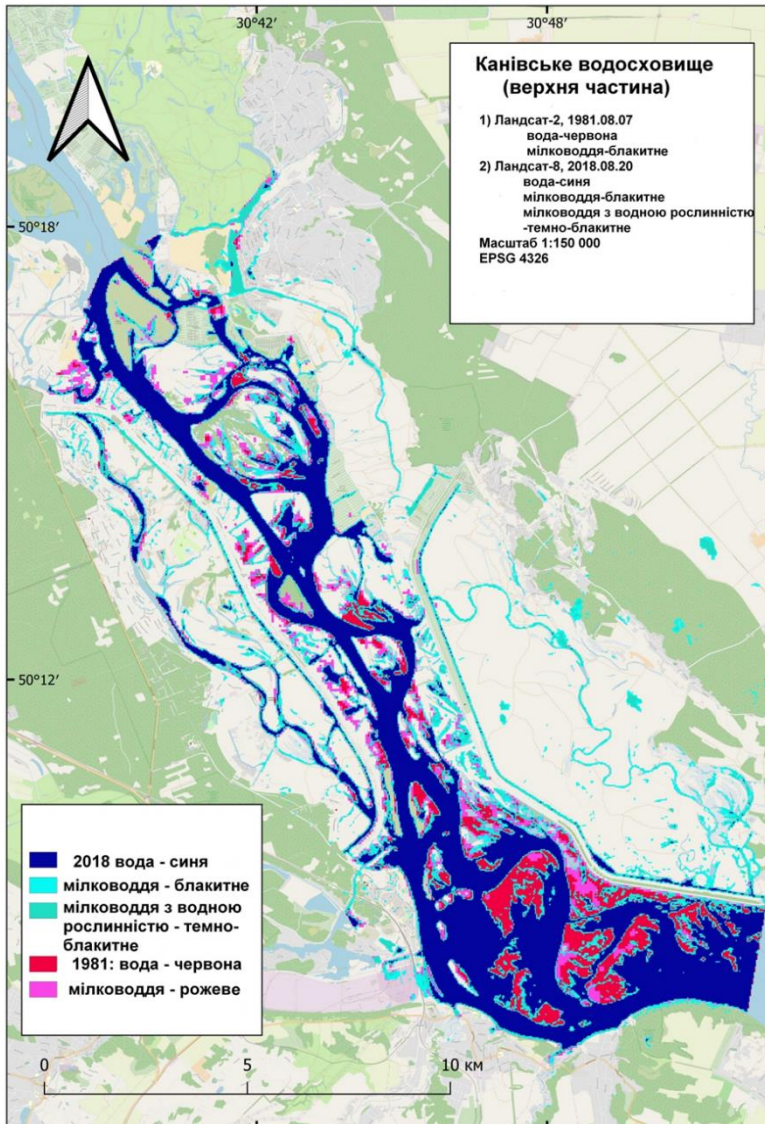 30°42'
30°48'
Канівське водосховище
(верхня частина)
1) Ландсат-2, 1981.08.07
вода-червона
мілководдя-блакитне
2) Ландсат-8, 2018.08.20
вода-синя
мілководдя-блакитне
мілководдя з водною рослинністю
-темно-блакитне
Масштаб 1:150 000
EPSG 4326
50°18'
50°12'
2018 вода - синя
мілководдя - блакитне
мілководдя з водною
рослинністю - темно-
блакитне
1981: вода - червона
мілководдя - рожеве
0 5 10 км